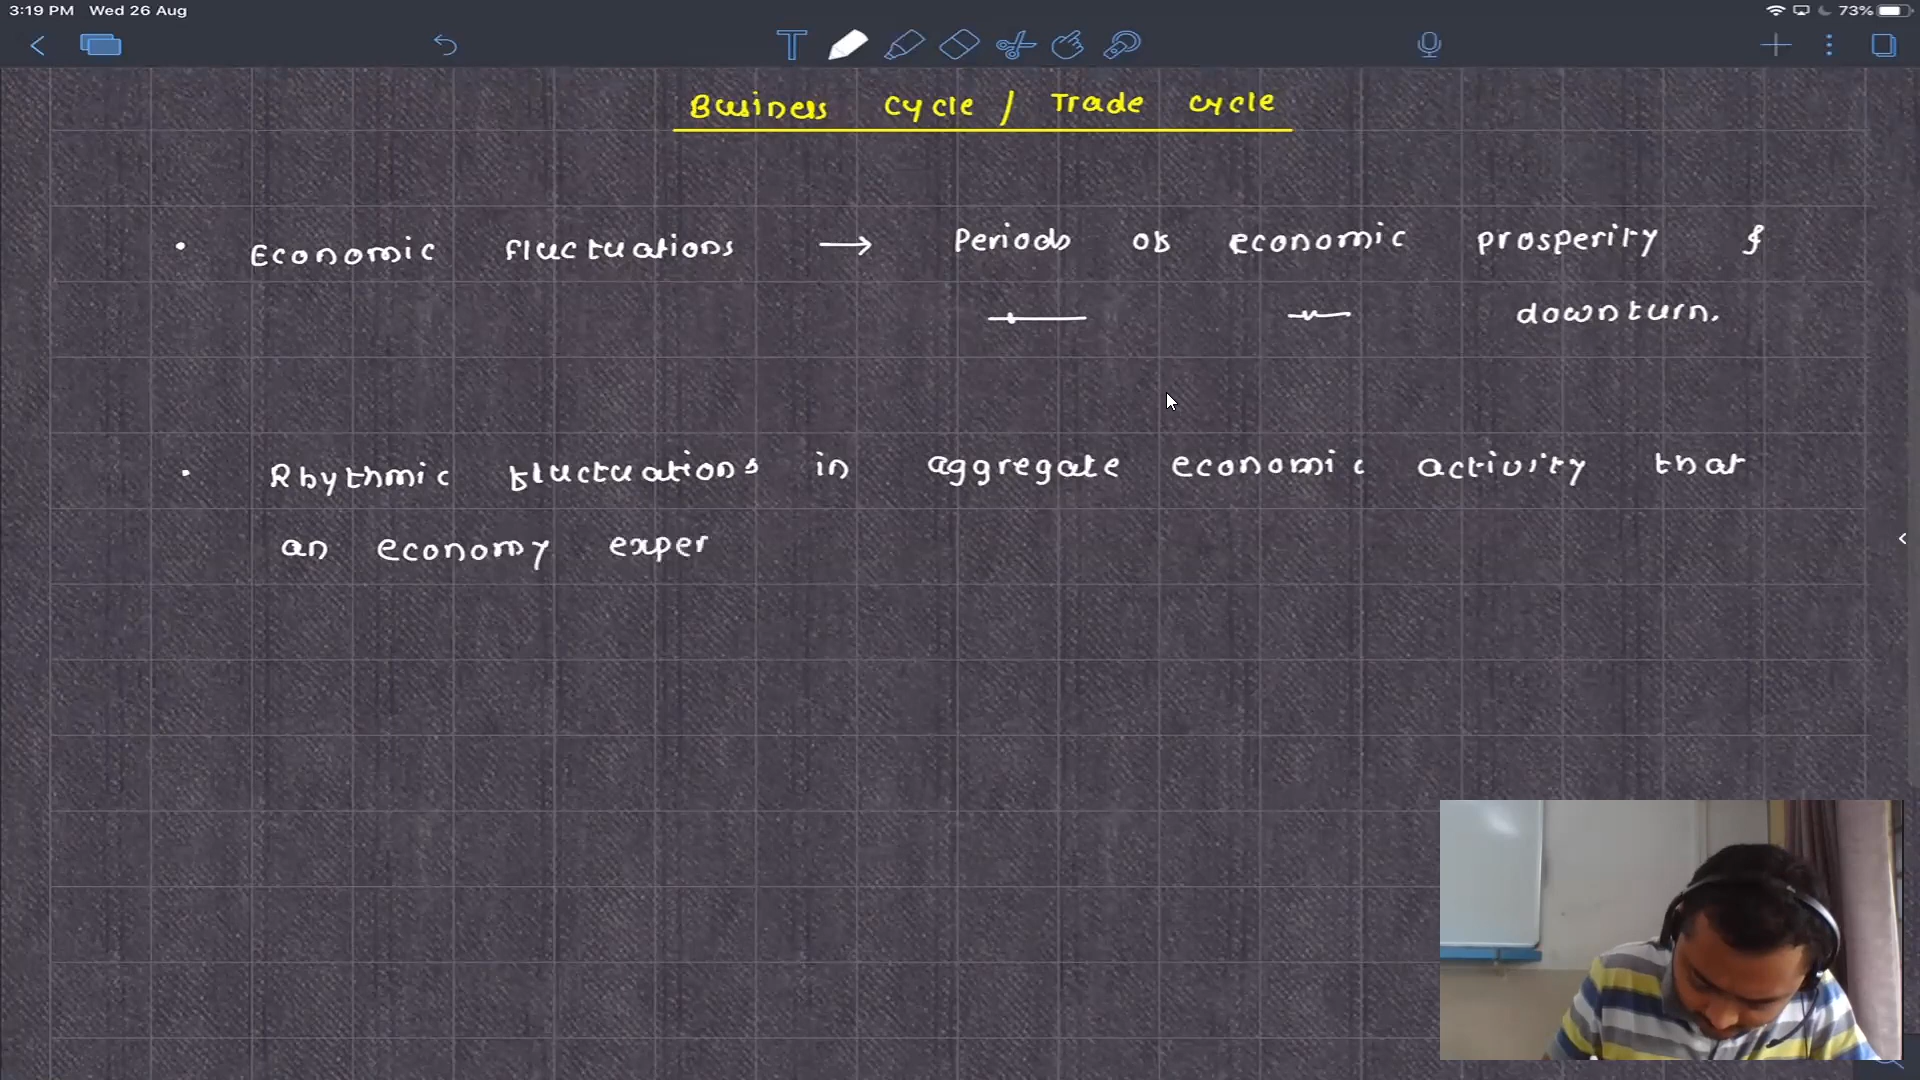 3:19 PM Wed 26 Aug 73%
Business cycle / Trade cycle
• Economic fluctuations → Periods of economic prosperity &
— — downturn.
• Rhythmic fluctuations in aggregate economic activity that
an economy exper